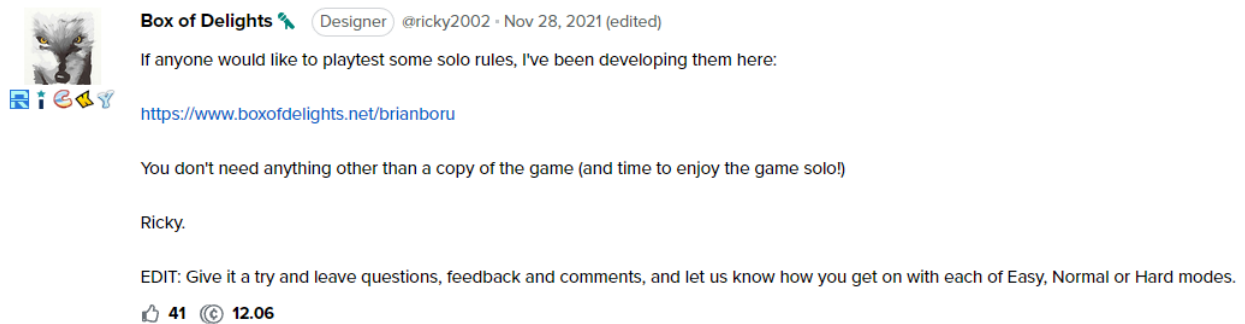 Box of Delights Designer @ricky2002 · Nov 28, 2021 (edited)
If anyone would like to playtest some solo rules, I've been developing them here:
https://www.boxofdelights.net/brianboru
You don't need anything other than a copy of the game (and time to enjoy the game solo!)
Ricky.
EDIT: Give it a try and leave questions, feedback and comments, and let us know how you get on with each of Easy, Normal or Hard modes.
41 12.06